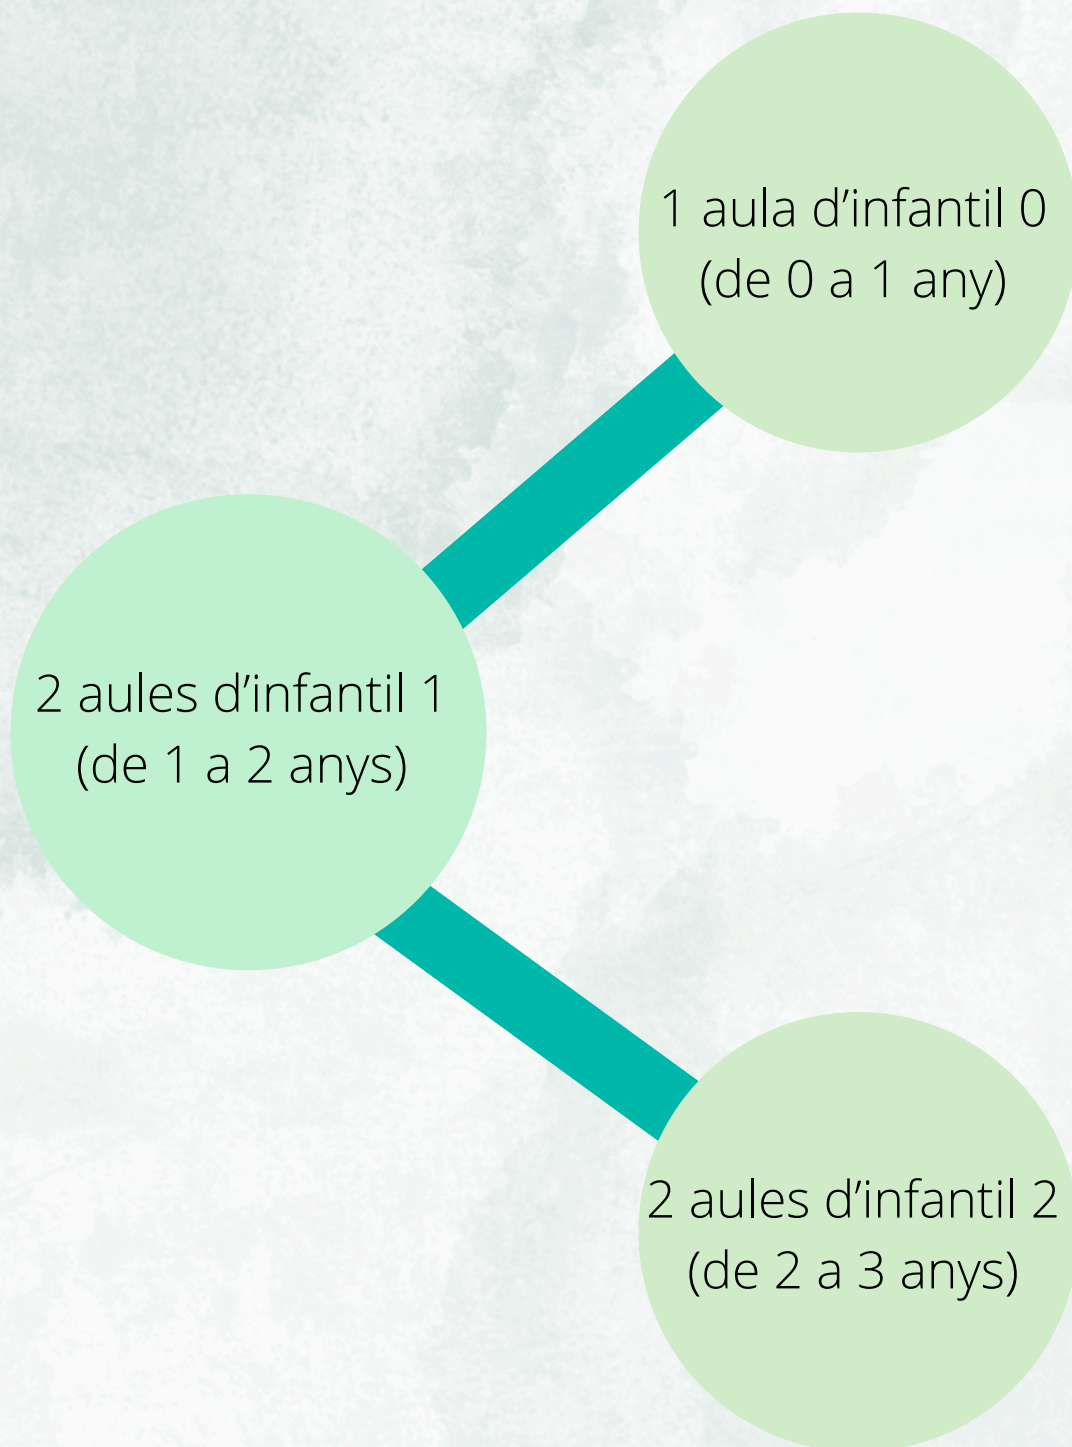 1 aula d’infantil 0
(de 0 a 1 any)
2 aules d’infantil 1
(de 1 a 2 anys)
2 aules d’infantil 2
(de 2 a 3 anys)